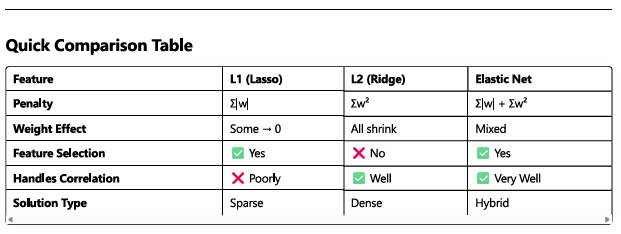 Quick Comparison Table
Feature L1 (Lasso) L2 (Ridge) Elastic Net
Penalty Σ|w| Σw² Σ|w| + Σw²
Weight Effect Some → 0 All shrink Mixed
Feature Selection ✅ Yes ❌ No ✅ Yes
Handles Correlation ❌ Poorly ✅ Well ✅ Very Well
Solution Type Sparse Dense Hybrid